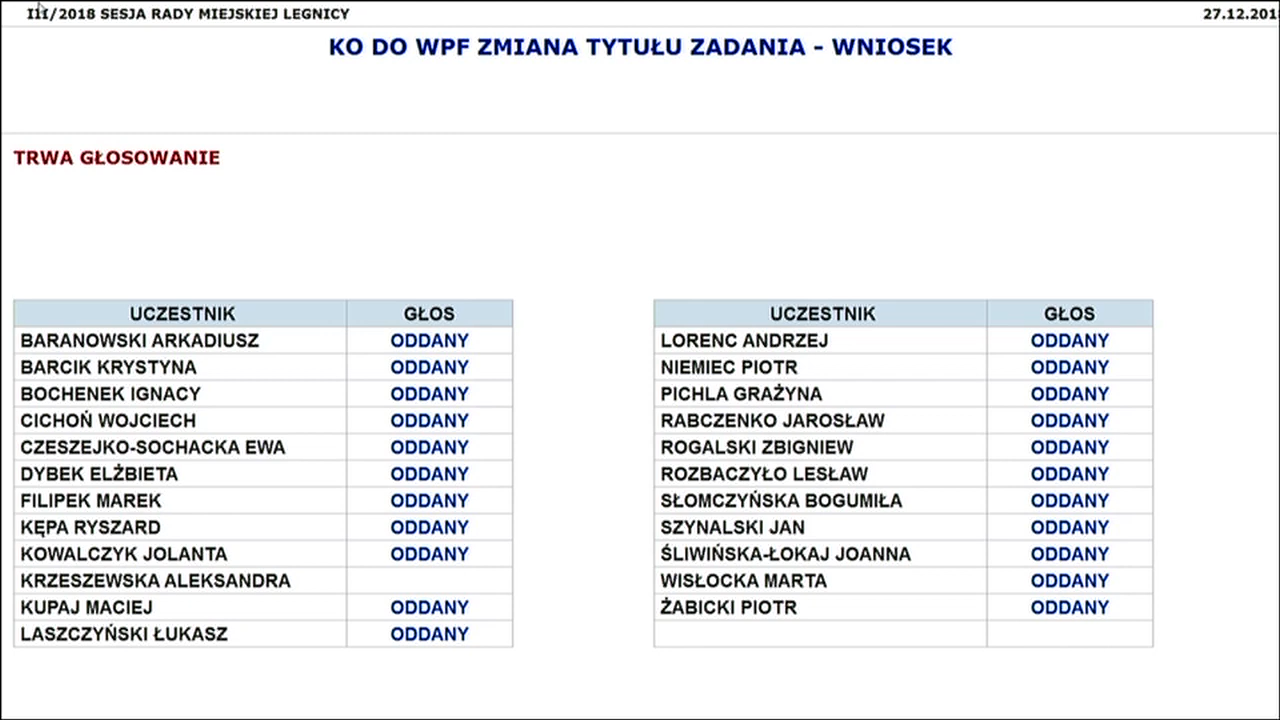 III/2018 SESJA RADY MIEJSKIEJ LEGNICY
27.12.201
KO DO WPF ZMIANA TYTUŁU ZADANIA - WNIOSEK
TRWA GŁOSOWANIE
UCZESTNIK GŁOS
BARANOWSKI ARKADIUSZ ODDANY
BARCIK KRYSTYNA ODDANY
BOCHENEK IGNACY ODDANY
CICHOŃ WOJCIECH ODDANY
CZESZEJKO-SOCHACKA EWA ODDANY
DYBEK ELŻBIETA ODDANY
FILIPEK MAREK ODDANY
KĘPA RYSZARD ODDANY
KOWALCZYK JOLANTA ODDANY
KRZESZEWSKA ALEKSANDRA
KUPAJ MACIEJ ODDANY
LASZCZYŃSKI ŁUKASZ ODDANY
UCZESTNIK GŁOS
LORENC ANDRZEJ ODDANY
NIEMIEC PIOTR ODDANY
PICHLA GRAŻYNA ODDANY
RABCZENKO JAROSŁAW ODDANY
ROGALSKI ZBIGNIEW ODDANY
ROZBACZYŁO LESŁAW ODDANY
SŁOMCZYŃSKA BOGUMIŁA ODDANY
SZYNALSKI JAN ODDANY
ŚLIWIŃSKA-ŁOKAJ JOANNA ODDANY
WISŁOCKA MARTA ODDANY
ŻABICKI PIOTR ODDANY